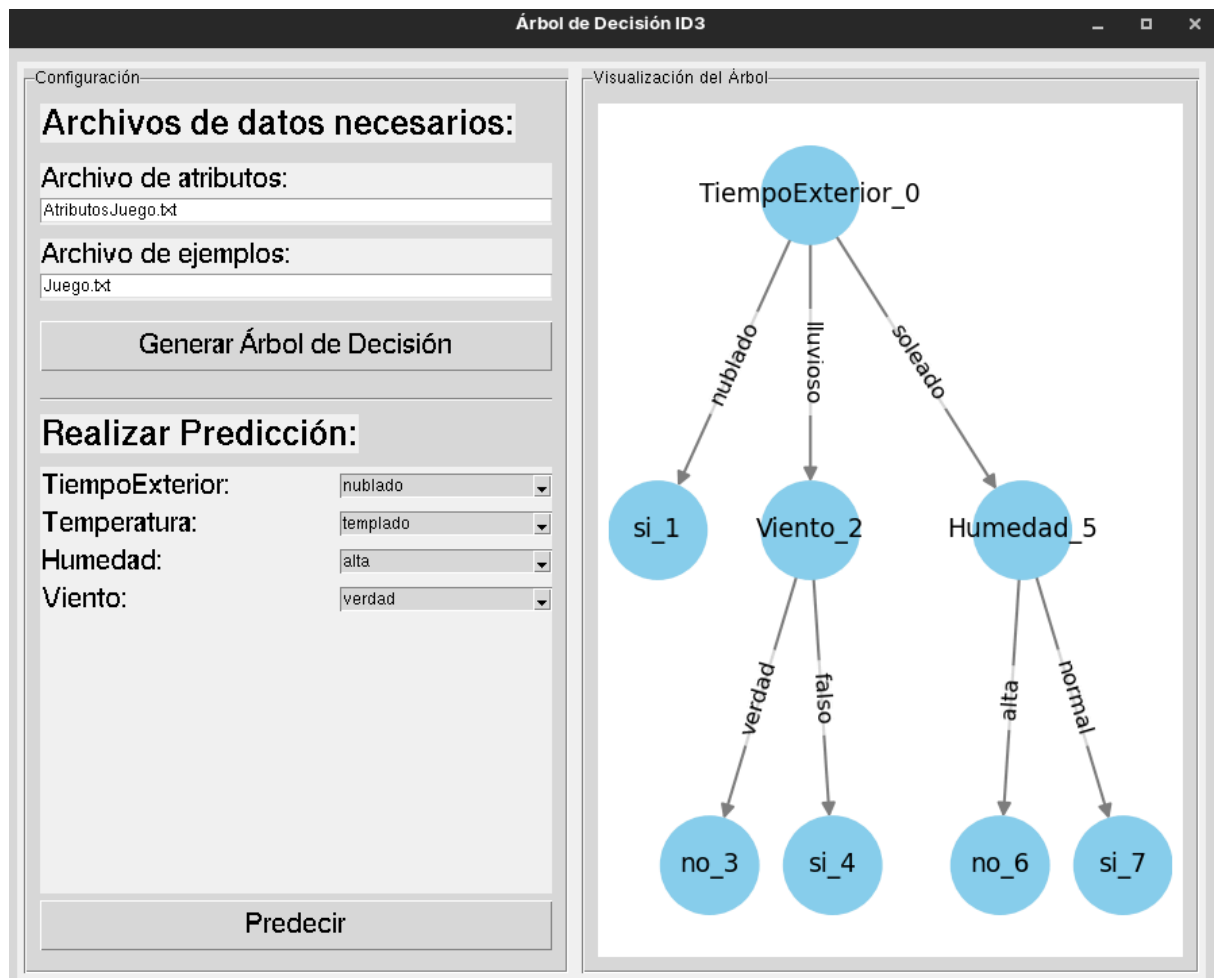 Árbol de Decisión ID3
Configuración
Archivos de datos necesarios:
Archivo de atributos:
AtributosJuego.txt
Archivo de ejemplos:
Juego.txt
Generar Árbol de Decisión
Realizar Predicción:
TiempoExterior: nublado
Temperatura: templado
Humedad: alta
Viento: verdad
Predecir
Visualización del Árbol
TiempoExterior_0
nublado lluvioso soleado
si_1 Viento_2 Humedad_5
verdad falso alta normal
no_3 si_4 no_6 si_7